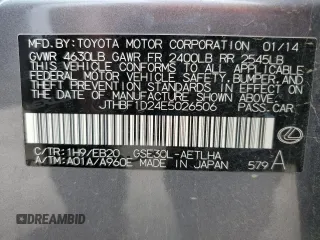 MFD. BY: TOYOTA MOTOR CORPORATION 01/14
GVWR 4630LB GAWR FR 2400LB RR 2545LB
THIS VEHICLE CONFORMS TO ALL APPLICABLE
FEDERAL MOTOR VEHICLE SAFETY, BUMPER, AND
THEFT PREVENTION STANDARDS IN EFFECT ON
THE DATE OF MANUFACTURE SHOWN ABOVE.
JTHBF1D24E5026506 PASS. CAR
C/TR: 1H9/EB20 GSE30L-AETLHA
A/TM: A01A/A960E MADE IN JAPAN 579 A
DREAMBID